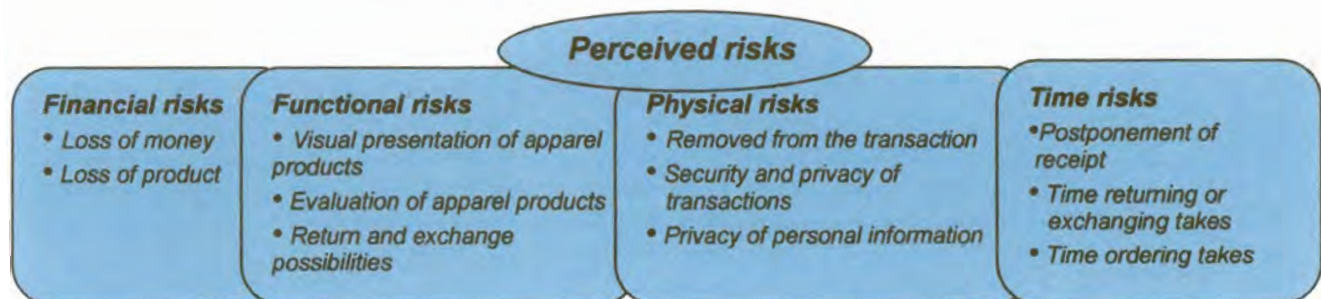 Perceived risks
Financial risks
• Loss of money
• Loss of product
Functional risks
• Visual presentation of apparel
products
• Evaluation of apparel products
• Return and exchange
possibilities
Physical risks
• Removed from the transaction
• Security and privacy of
transactions
• Privacy of personal information
Time risks
•Postponement of
receipt
• Time returning or
exchanging takes
• Time ordering takes